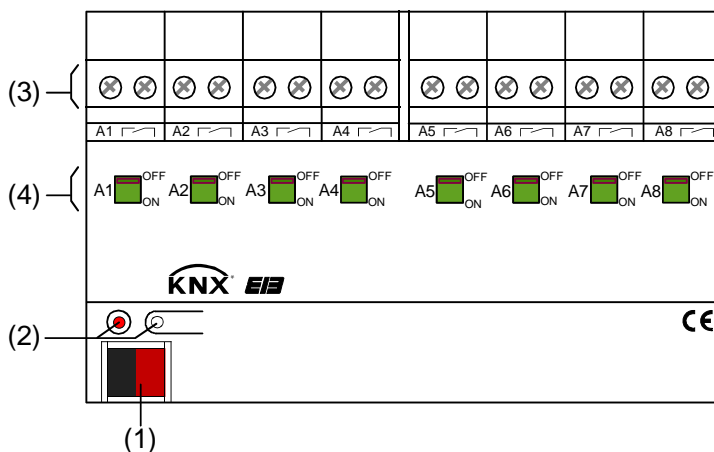 (3)
A1 A2 A3 A4 A5 A6 A7 A8
(4)
A1 OFF ON A2 OFF ON A3 OFF ON A4 OFF ON A5 OFF ON A6 OFF ON A7 OFF ON A8 OFF ON
KNX EIB
(2)
CE
(1)